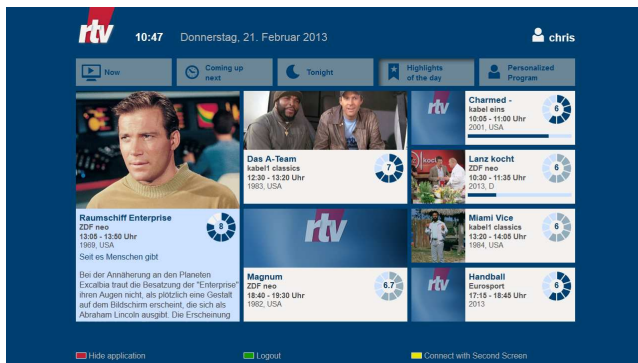 rtv
10:47
Donnerstag, 21. Februar 2013
chris
Now
Coming up
next
Tonight
Highlights
of the day
Personalized
Program
Raumschiff Enterprise
ZDF neo
13:05 - 13:50 Uhr
1969, USA
8
Seit es Menschen gibt
Bei der Annäherung an den Planeten
Excalbia traut die Besatzung der "Enterprise"
ihren Augen nicht, als plötzlich eine Gestalt
auf dem Bildschirm erscheint, die sich als
Abraham Lincoln ausgibt. Die Erscheinung
Das A-Team
kabel1 classics
12:30 - 13:20 Uhr
1983, USA
7
rtv
Magnum
ZDF neo
18:40 - 19:30 Uhr
1982, USA
6.7
rtv
Charmed -
kabel eins
10:05 - 11:00 Uhr
2001, USA
6
Lanz kocht
ZDF neo
10:30 - 11:35 Uhr
2013, D
6
Miami Vice
kabel1 classics
13:20 - 14:05 Uhr
1984, USA
6
rtv
Handball
Eurosport
17:15 - 18:45 Uhr
2013
6
Hide application
Logout
Connect with Second Screen